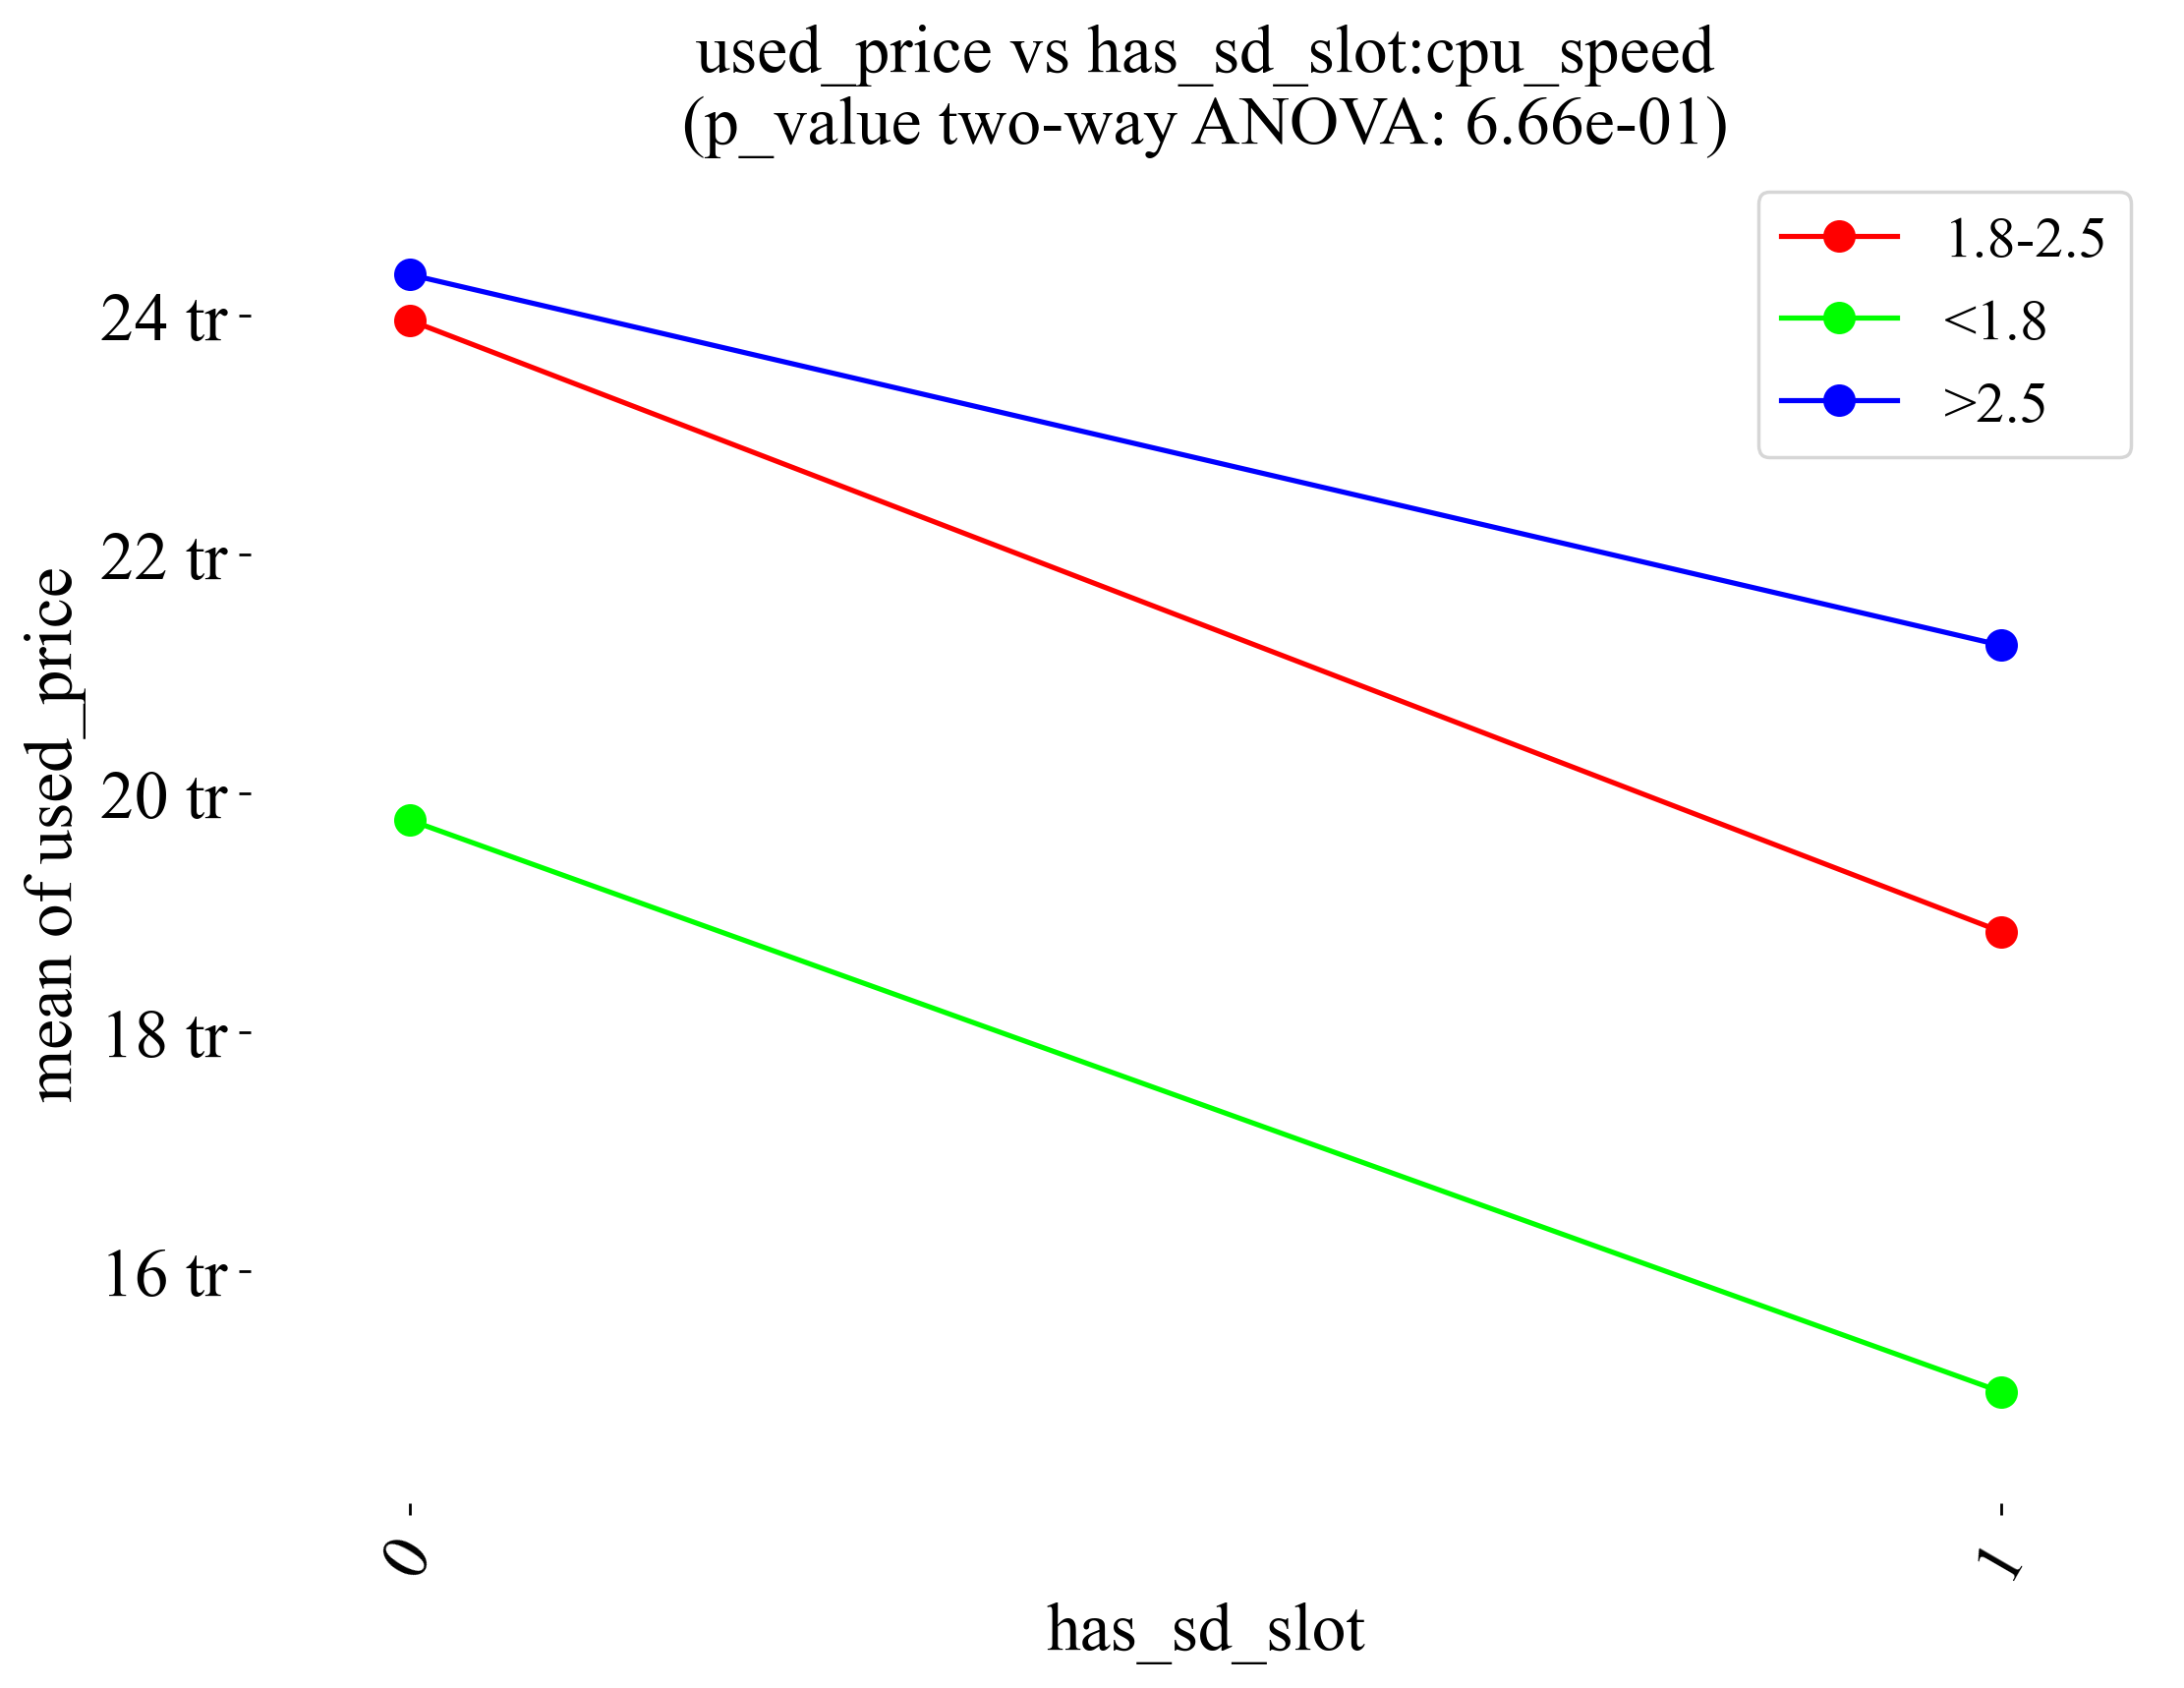 used_price vs has_sd_slot:cpu_speed
(p_value two-way ANOVA: 6.66e-01)
1.8-2.5
<1.8
>2.5
24 tr
22 tr
20 tr
18 tr
16 tr
mean of used_price
0
1
has_sd_slot